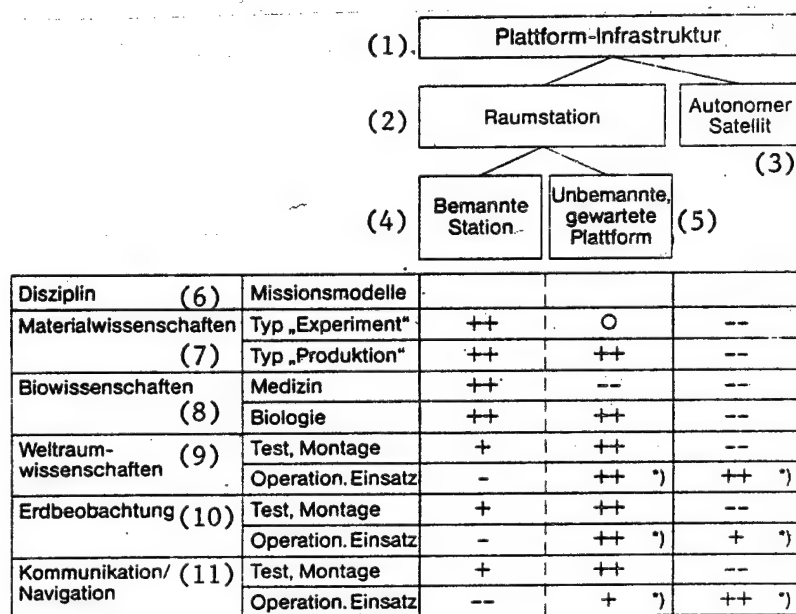 (1). Plattform-Infrastruktur
(2) Raumstation Autonomer
Satellit
(3)
(4) Bemannte
Station
Unbemannte,
gewartete
Plattform
(5)
Disziplin (6) Missionsmodelle
Materialwissenschaften Typ „Experiment“ ++ O --
(7) Typ „Produktion“ ++ ++ --
Biowissenschaften Medizin ++ -- --
(8) Biologie ++ ++ --
Weltraum-
wissenschaften (9) Test, Montage + ++ --
Operation. Einsatz - ++ *) ++ *)
Erdbeobachtung (10) Test, Montage + ++ --
Operation. Einsatz - ++ *) + *)
Kommunikation/
Navigation (11) Test, Montage + ++ --
Operation. Einsatz -- + *) ++ *)